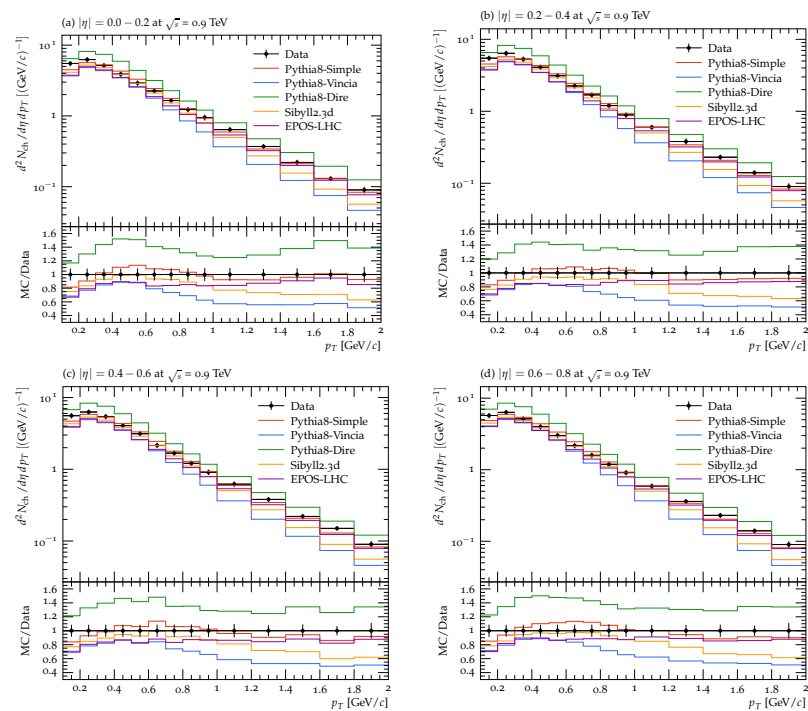 (a) |η| = 0.0 − 0.2 at √s = 0.9 TeV
d²N_ch/dη dp_T [(GeV/c)⁻¹]
10¹
1
10⁻¹
Data
Pythia8-Simple
Pythia8-Vincia
Pythia8-Dire
Sibyll2.3d
EPOS-LHC
MC/Data
1.6
1.4
1.2
1
0.8
0.6
0.4
0.2 0.4 0.6 0.8 1 1.2 1.4 1.6 1.8 2
p_T [GeV/c]
(b) |η| = 0.2 − 0.4 at √s = 0.9 TeV
d²N_ch/dη dp_T [(GeV/c)⁻¹]
10¹
1
10⁻¹
Data
Pythia8-Simple
Pythia8-Vincia
Pythia8-Dire
Sibyll2.3d
EPOS-LHC
MC/Data
1.6
1.4
1.2
1
0.8
0.6
0.4
0.2 0.4 0.6 0.8 1 1.2 1.4 1.6 1.8 2
p_T [GeV/c]
(c) |η| = 0.4 − 0.6 at √s = 0.9 TeV
d²N_ch/dη dp_T [(GeV/c)⁻¹]
10¹
1
10⁻¹
Data
Pythia8-Simple
Pythia8-Vincia
Pythia8-Dire
Sibyll2.3d
EPOS-LHC
MC/Data
1.6
1.4
1.2
1
0.8
0.6
0.4
0.2 0.4 0.6 0.8 1 1.2 1.4 1.6 1.8 2
p_T [GeV/c]
(d) |η| = 0.6 − 0.8 at √s = 0.9 TeV
d²N_ch/dη dp_T [(GeV/c)⁻¹]
10¹
1
10⁻¹
Data
Pythia8-Simple
Pythia8-Vincia
Pythia8-Dire
Sibyll2.3d
EPOS-LHC
MC/Data
1.6
1.4
1.2
1
0.8
0.6
0.4
0.2 0.4 0.6 0.8 1 1.2 1.4 1.6 1.8 2
p_T [GeV/c]